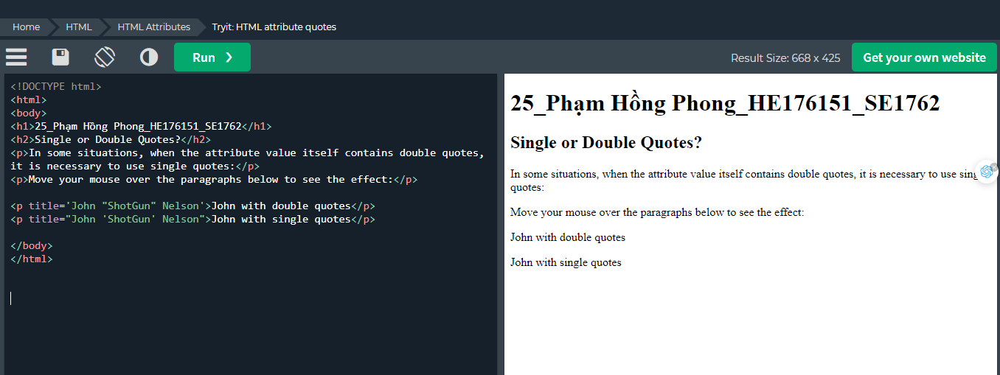 Home HTML HTML Attributes Tryit: HTML attribute quotes
Run ❯ Result Size: 668 x 425 Get your own website
<!DOCTYPE html>
<html>
<body>
<h1>25_Phạm Hồng Phong_HE176151_SE1762</h1>
<h2>Single or Double Quotes?</h2>
<p>In some situations, when the attribute value itself contains double quotes,
it is necessary to use single quotes:</p>
<p>Move your mouse over the paragraphs below to see the effect:</p>
<p title='John "ShotGun" Nelson'>John with double quotes</p>
<p title="John 'ShotGun' Nelson">John with single quotes</p>
</body>
</html>
25_Phạm Hồng Phong_HE176151_SE1762
Single or Double Quotes?
In some situations, when the attribute value itself contains double quotes, it is necessary to use
quotes:
Move your mouse over the paragraphs below to see the effect:
John with double quotes
John with single quotes